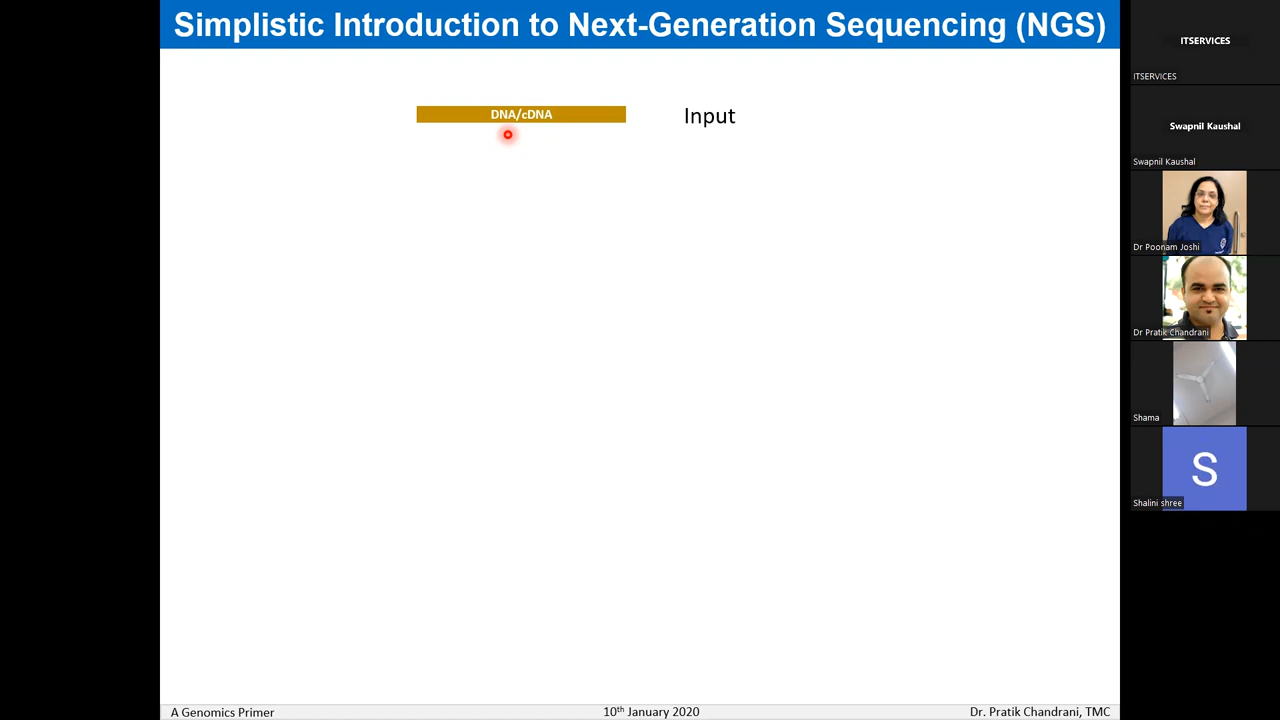 Simplistic Introduction to Next-Generation Sequencing (NGS)
DNA/cDNA
Input
A Genomics Primer
10th January 2020
Dr. Pratik Chandrani, TMC
ITSERVICES
ITSERVICES
Swapnil Kaushal
Swapnil Kaushal
Dr Poonam Joshi
Dr Pratik Chandrani
Shama
S
Shalini shree